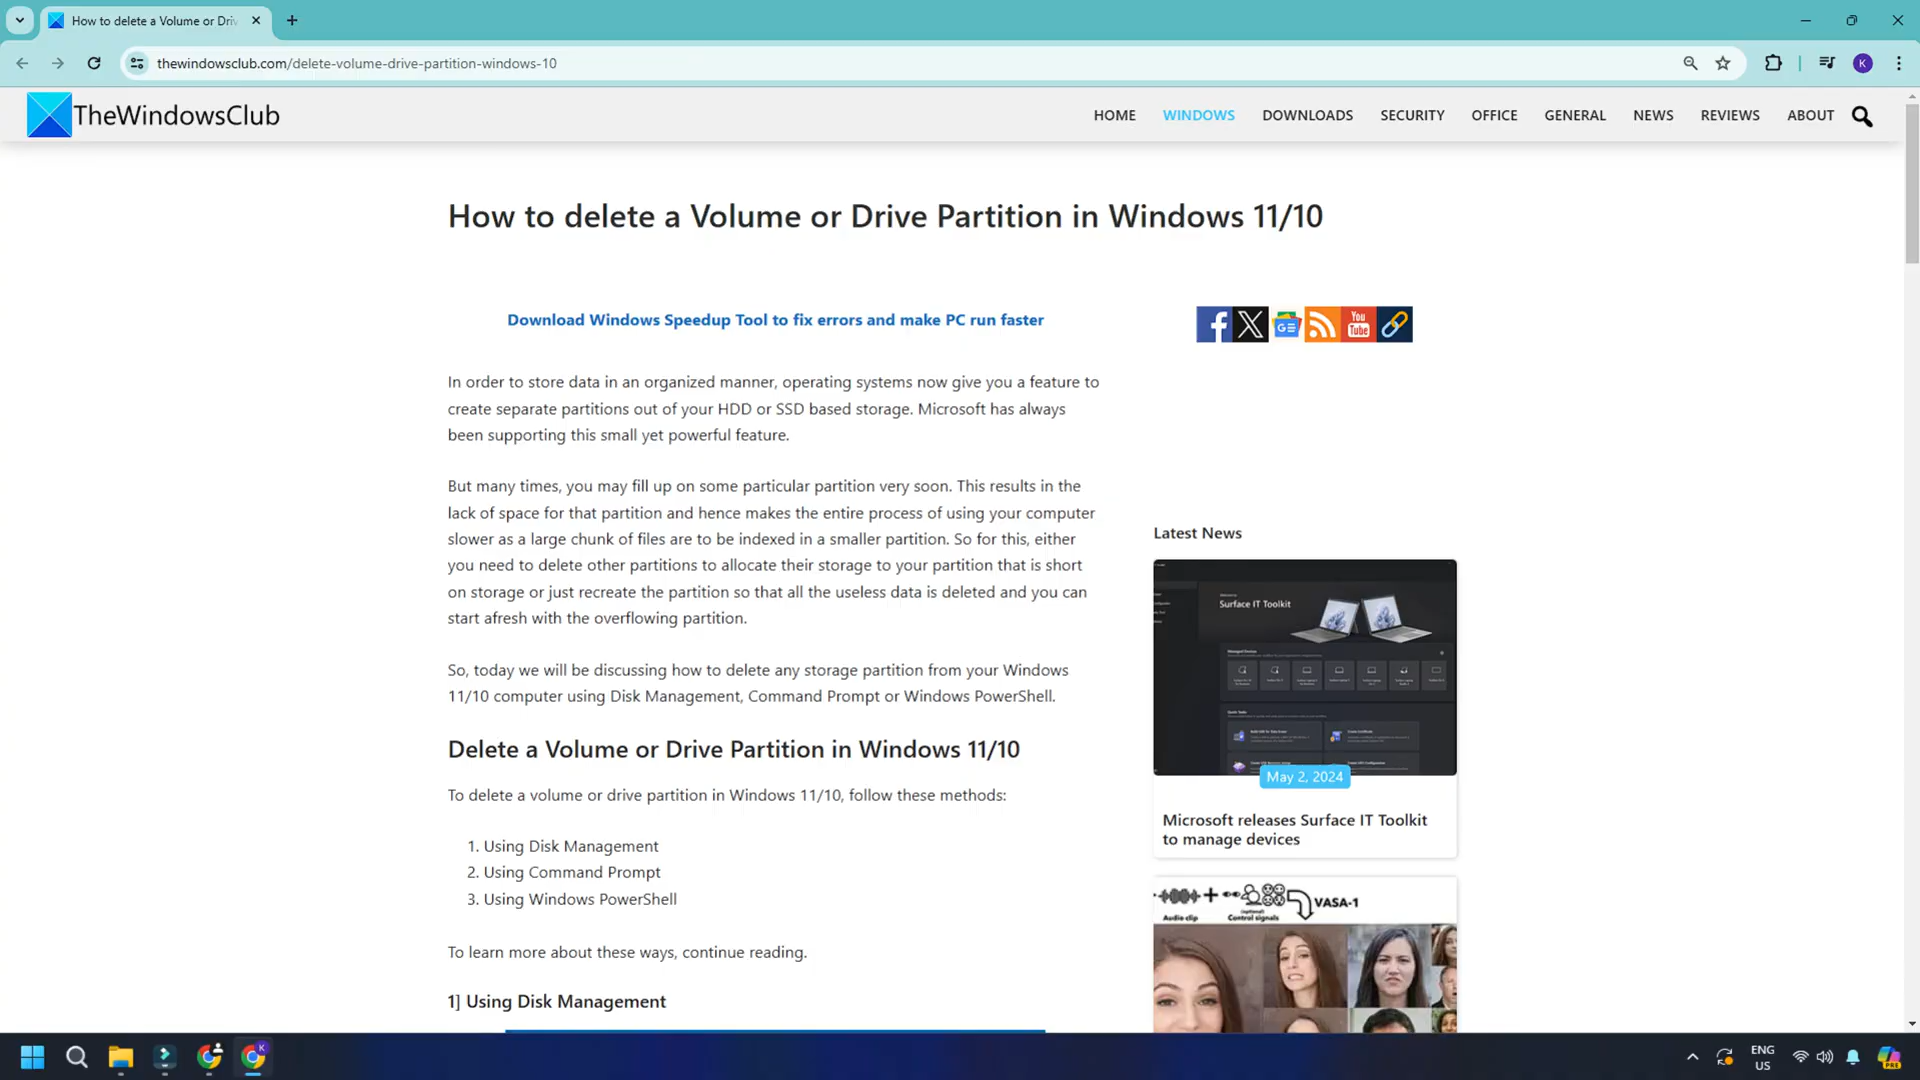 How to delete a Volume or Driv
thewindowsclub.com/delete-volume-drive-partition-windows-10
K
TheWindowsClub
HOME WINDOWS DOWNLOADS SECURITY OFFICE GENERAL NEWS REVIEWS ABOUT
How to delete a Volume or Drive Partition in Windows 11/10
Download Windows Speedup Tool to fix errors and make PC run faster
You
Tube
In order to store data in an organized manner, operating systems now give you a feature to
create separate partitions out of your HDD or SSD based storage. Microsoft has always
been supporting this small yet powerful feature.
But many times, you may fill up on some particular partition very soon. This results in the
lack of space for that partition and hence makes the entire process of using your computer
slower as a large chunk of files are to be indexed in a smaller partition. So for this, either
you need to delete other partitions to allocate their storage to your partition that is short
on storage or just recreate the partition so that all the useless data is deleted and you can
start afresh with the overflowing partition.
So, today we will be discussing how to delete any storage partition from your Windows
11/10 computer using Disk Management, Command Prompt or Windows PowerShell.
Delete a Volume or Drive Partition in Windows 11/10
To delete a volume or drive partition in Windows 11/10, follow these methods:
1. Using Disk Management
2. Using Command Prompt
3. Using Windows PowerShell
To learn more about these ways, continue reading.
1] Using Disk Management
Latest News
Surface IT Toolkit
May 2, 2024
Microsoft releases Surface IT Toolkit
to manage devices
VASA-1
Audio clip
(optional)
Control signals
ENG
US
PRE